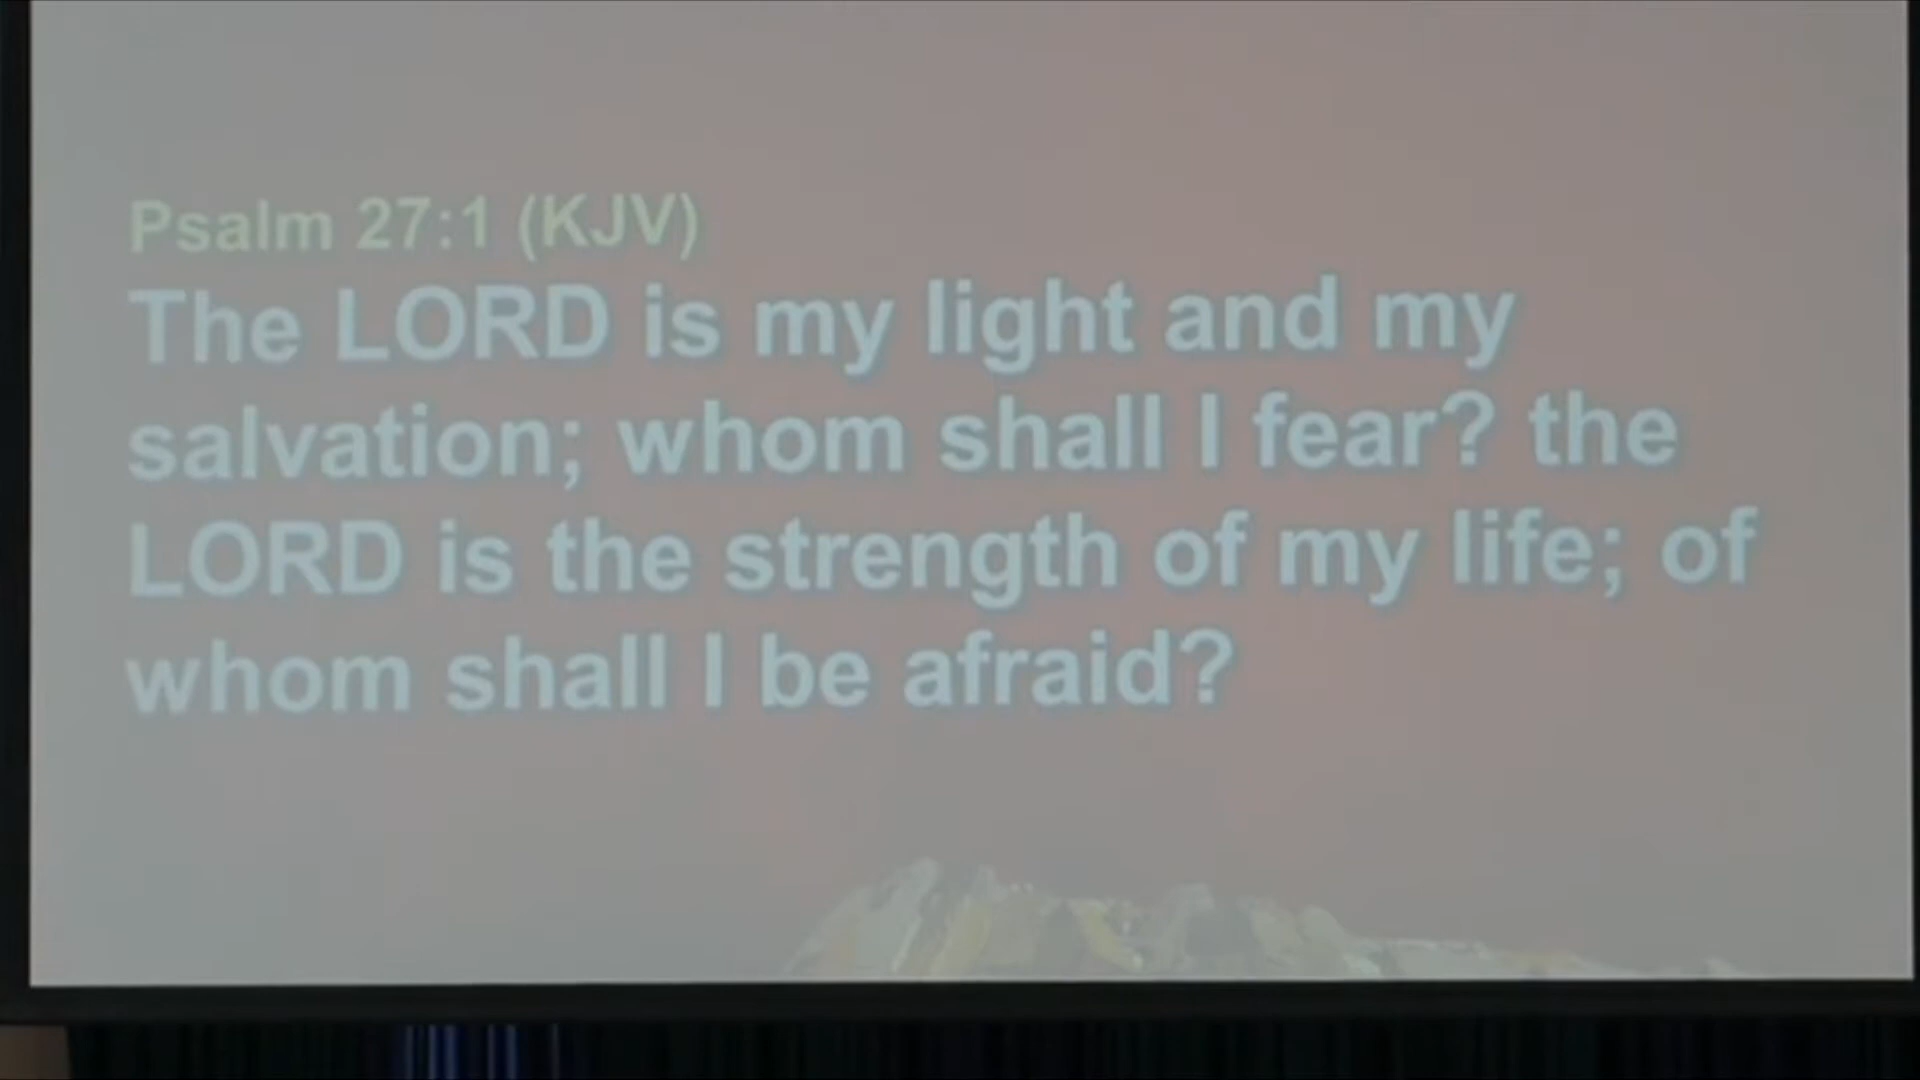 Psalm 27:1 (KJV)
The LORD is my light and my
salvation; whom shall I fear? the
LORD is the strength of my life; of
whom shall I be afraid?